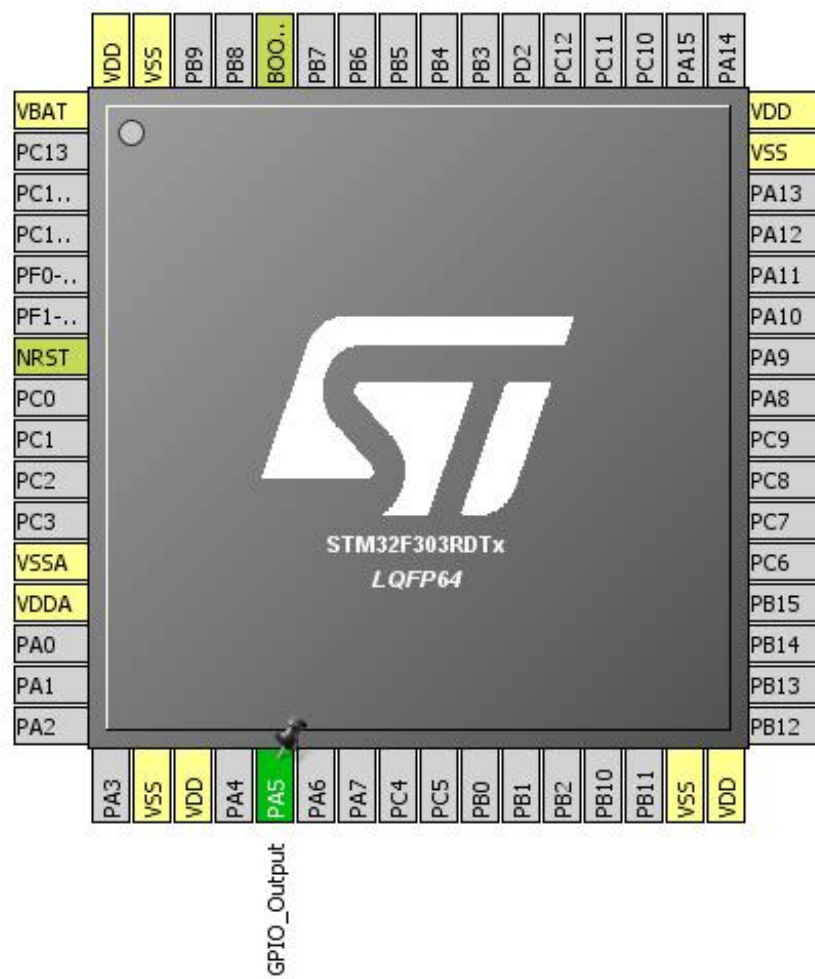 VDD
VSS
PB9
PB8
BOO..
PB7
PB6
PB5
PB4
PB3
PD2
PC12
PC11
PC10
PA15
PA14
VBAT
PC13
PC1..
PC1..
PF0-..
PF1-..
NRST
PC0
PC1
PC2
PC3
VSSA
VDDA
PA0
PA1
PA2
VDD
VSS
PA13
PA12
PA11
PA10
PA9
PA8
PC9
PC8
PC7
PC6
PB15
PB14
PB13
PB12
ST
STM32F303RDTx
LQFP64
PA3
VSS
VDD
PA4
PA5
PA6
PA7
PC4
PC5
PB0
PB1
PB2
PB10
PB11
VSS
VDD
GPIO_Output